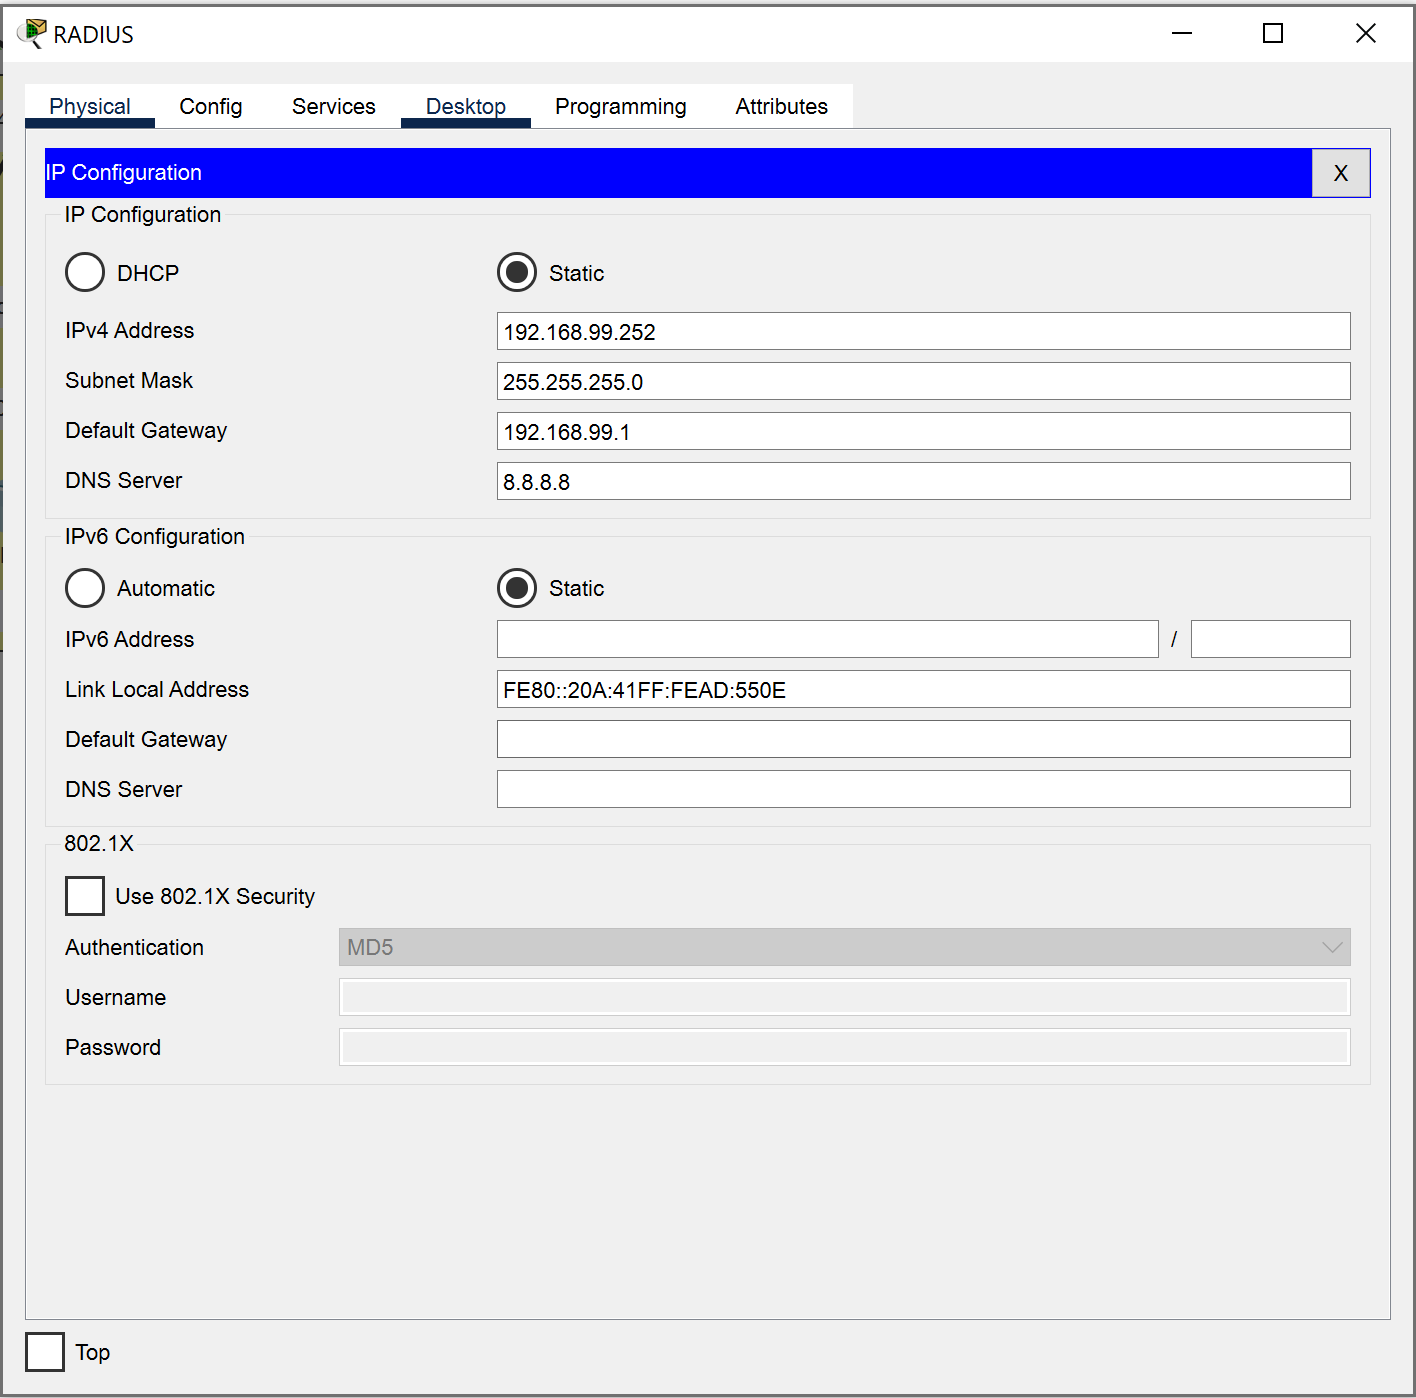 RADIUS
Physical Config Services Desktop Programming Attributes
IP Configuration X
IP Configuration
DHCP Static
IPv4 Address 192.168.99.252
Subnet Mask 255.255.255.0
Default Gateway 192.168.99.1
DNS Server 8.8.8.8
IPv6 Configuration
Automatic Static
IPv6 Address /
Link Local Address FE80::20A:41FF:FEAD:550E
Default Gateway
DNS Server
802.1X
Use 802.1X Security
Authentication MD5
Username
Password
Top